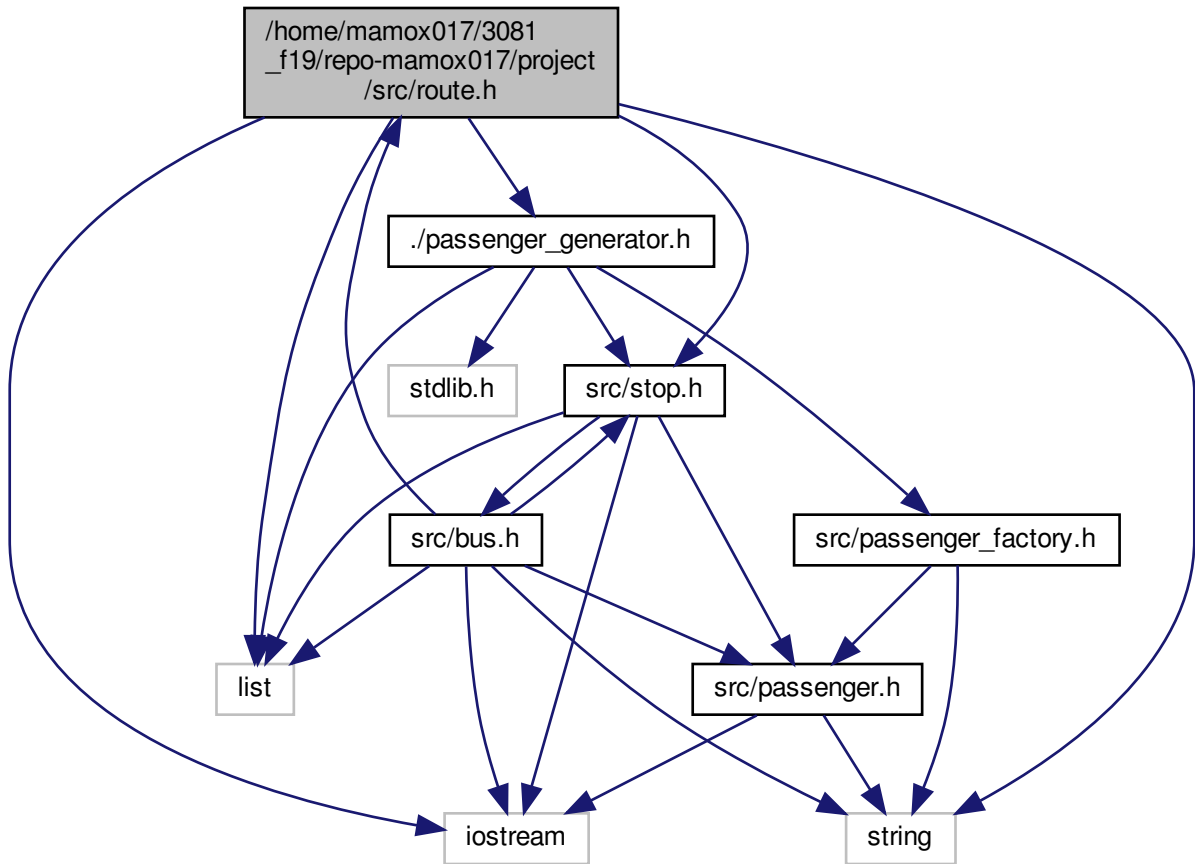 /home/mamox017/3081
_f19/repo-mamox017/project
/src/route.h
./passenger_generator.h
stdlib.h
src/stop.h
src/bus.h
src/passenger_factory.h
list
src/passenger.h
iostream
string